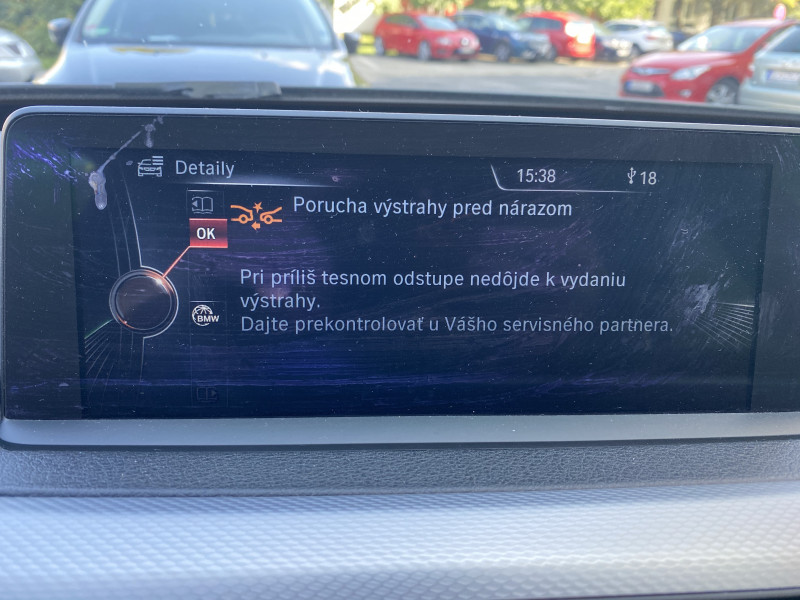 Detaily
15:38
18
Porucha výstrahy pred nárazom
OK
Pri príliš tesnom odstupe nedôjde k vydaniu
výstrahy.
BMW
Dajte prekontrolovať u Vášho servisného partnera.